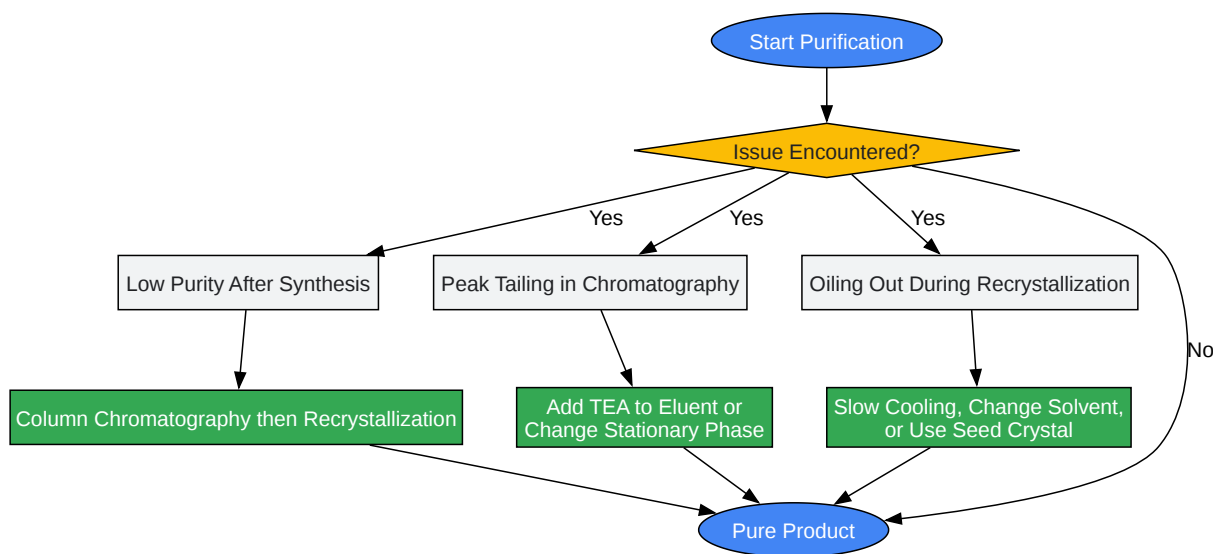 Start Purification
Issue Encountered?
Yes
Yes
Yes
Low Purity After Synthesis
Peak Tailing in Chromatography
Oiling Out During Recrystallization
No
Column Chromatography then Recrystallization
Add TEA to Eluent or
Change Stationary Phase
Slow Cooling, Change Solvent,
or Use Seed Crystal
Pure Product